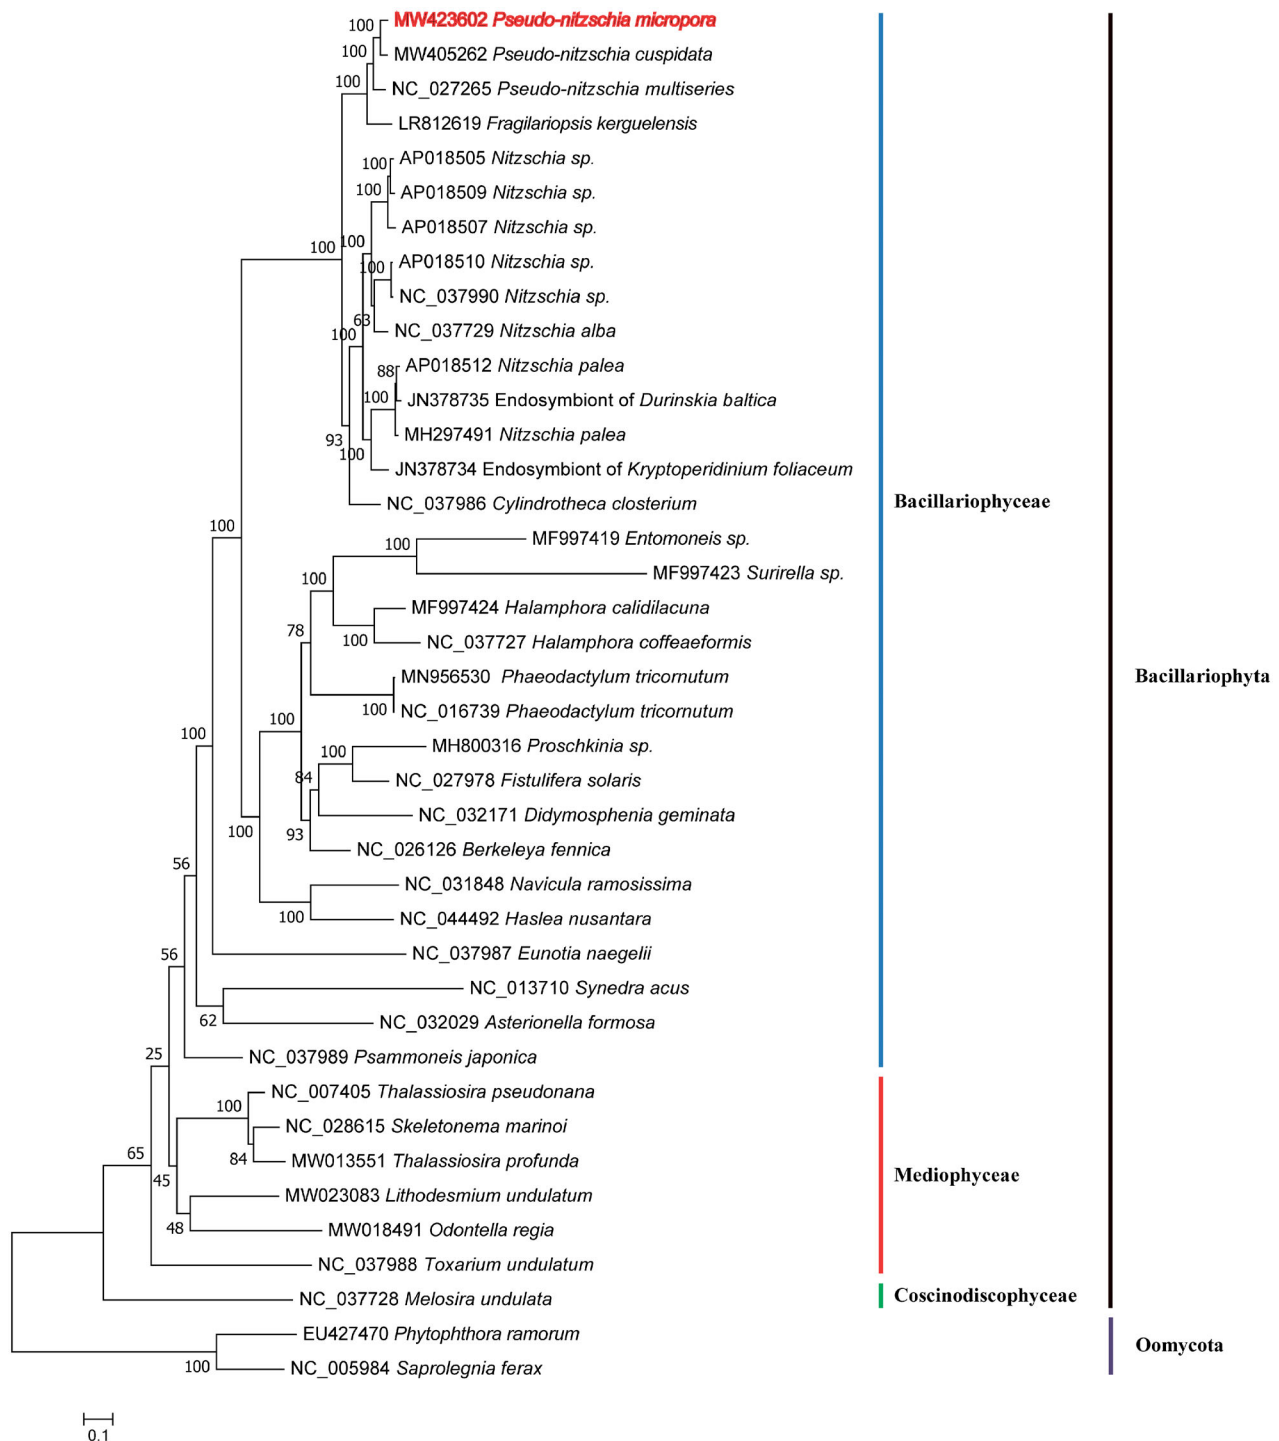 100
MW423602 Pseudo-nitzschia micropora
100
MW405262 Pseudo-nitzschia cuspidata
100
NC_027265 Pseudo-nitzschia multiseries
LR812619 Fragilariopsis kerguelensis
100
AP018505 Nitzschia sp.
100
AP018509 Nitzschia sp.
AP018507 Nitzschia sp.
100
100
100
AP018510 Nitzschia sp.
NC_037990 Nitzschia sp.
63
100
NC_037729 Nitzschia alba
88
AP018512 Nitzschia palea
100
JN378735 Endosymbiont of Durinskia baltica
93
MH297491 Nitzschia palea
100
JN378734 Endosymbiont of Kryptoperidinium foliaceum
NC_037986 Cylindrotheca closterium
Bacillariophyceae
100
100
MF997419 Entomoneis sp.
100
MF997423 Surirella sp.
MF997424 Halamphora calidilacuna
78
100
NC_037727 Halamphora coffeaeformis
MN956530 Phaeodactylum tricornutum
Bacillariophyta
100
NC_016739 Phaeodactylum tricornutum
100
100
100
MH800316 Proschkinia sp.
84
NC_027978 Fistulifera solaris
NC_032171 Didymosphenia geminata
100
93
NC_026126 Berkeleya fennica
56
NC_031848 Navicula ramosissima
100
NC_044492 Haslea nusantara
56
NC_037987 Eunotia naegelii
NC_013710 Synedra acus
62
NC_032029 Asterionella formosa
25
NC_037989 Psammoneis japonica
NC_007405 Thalassiosira pseudonana
100
NC_028615 Skeletonema marinoi
65
84
MW013551 Thalassiosira profunda
Mediophyceae
45
MW023083 Lithodesmium undulatum
48
MW018491 Odontella regia
NC_037988 Toxarium undulatum
NC_037728 Melosira undulata
Coscinodiscophyceae
EU427470 Phytophthora ramorum
Oomycota
100
NC_005984 Saprolegnia ferax
0.1